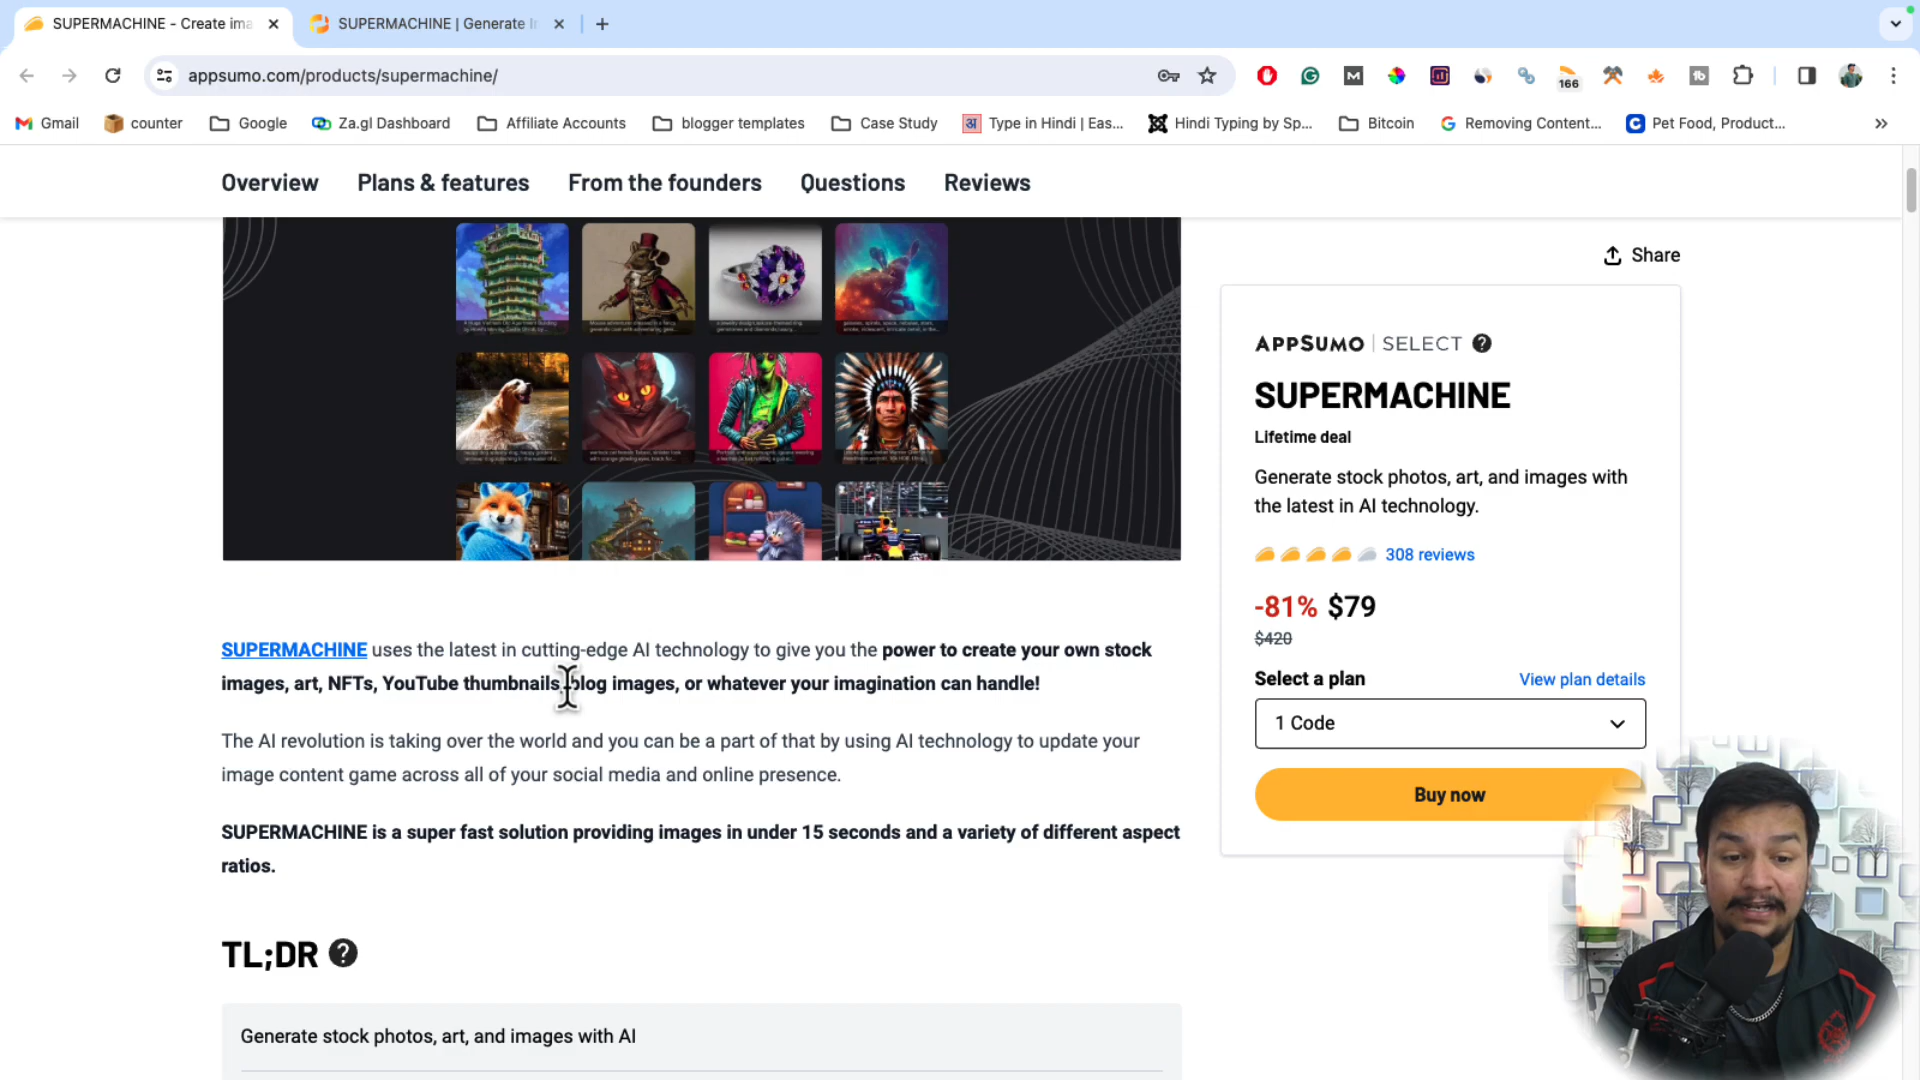 SUPERMACHINE - Create ima
SUPERMACHINE | Generate I
appsumo.com/products/supermachine/
166
Gmail
counter
Google
Za.gl Dashboard
Affiliate Accounts
blogger templates
Case Study
Type in Hindi | Eas...
Hindi Typing by Sp...
Bitcoin
Removing Content...
Pet Food, Product...
Overview
Plans & features
From the founders
Questions
Reviews
Share
APPSUMO | SELECT ?
SUPERMACHINE
Lifetime deal
Generate stock photos, art, and images with
the latest in AI technology.
308 reviews
-81% $79
$420
Select a plan
View plan details
1 Code
Buy now
SUPERMACHINE uses the latest in cutting-edge AI technology to give you the power to create your own stock
images, art, NFTs, YouTube thumbnails, blog images, or whatever your imagination can handle!
The AI revolution is taking over the world and you can be a part of that by using AI technology to update your
image content game across all of your social media and online presence.
SUPERMACHINE is a super fast solution providing images in under 15 seconds and a variety of different aspect
ratios.
TL;DR ?
Generate stock photos, art, and images with AI